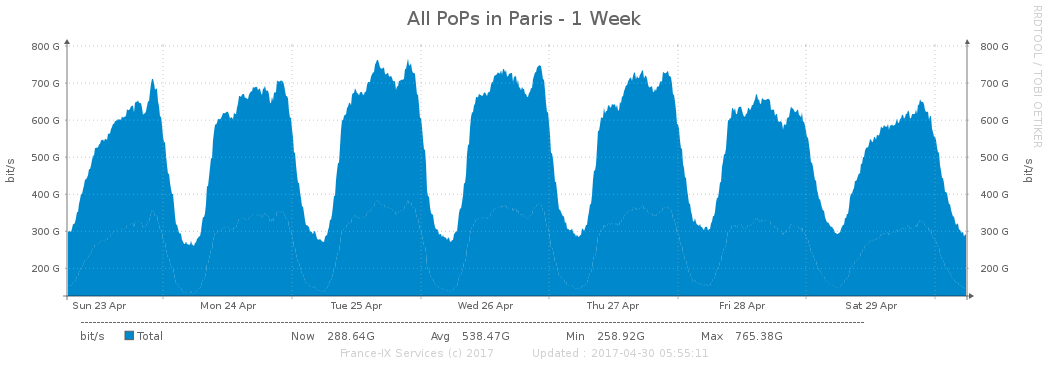 All PoPs in Paris - 1 Week
RRDTOOL / TOBI OETIKER
bit/s
800 G
700 G
600 G
500 G
400 G
300 G
200 G
800 G
700 G
600 G
500 G
400 G
300 G
200 G
bit/s
Sun 23 Apr Mon 24 Apr Tue 25 Apr Wed 26 Apr Thu 27 Apr Fri 28 Apr Sat 29 Apr
bit/s Total Now 288.64G Avg 538.47G Min 258.92G Max 765.38G
France-IX Services (c) 2017 Updated : 2017-04-30 05:55:11